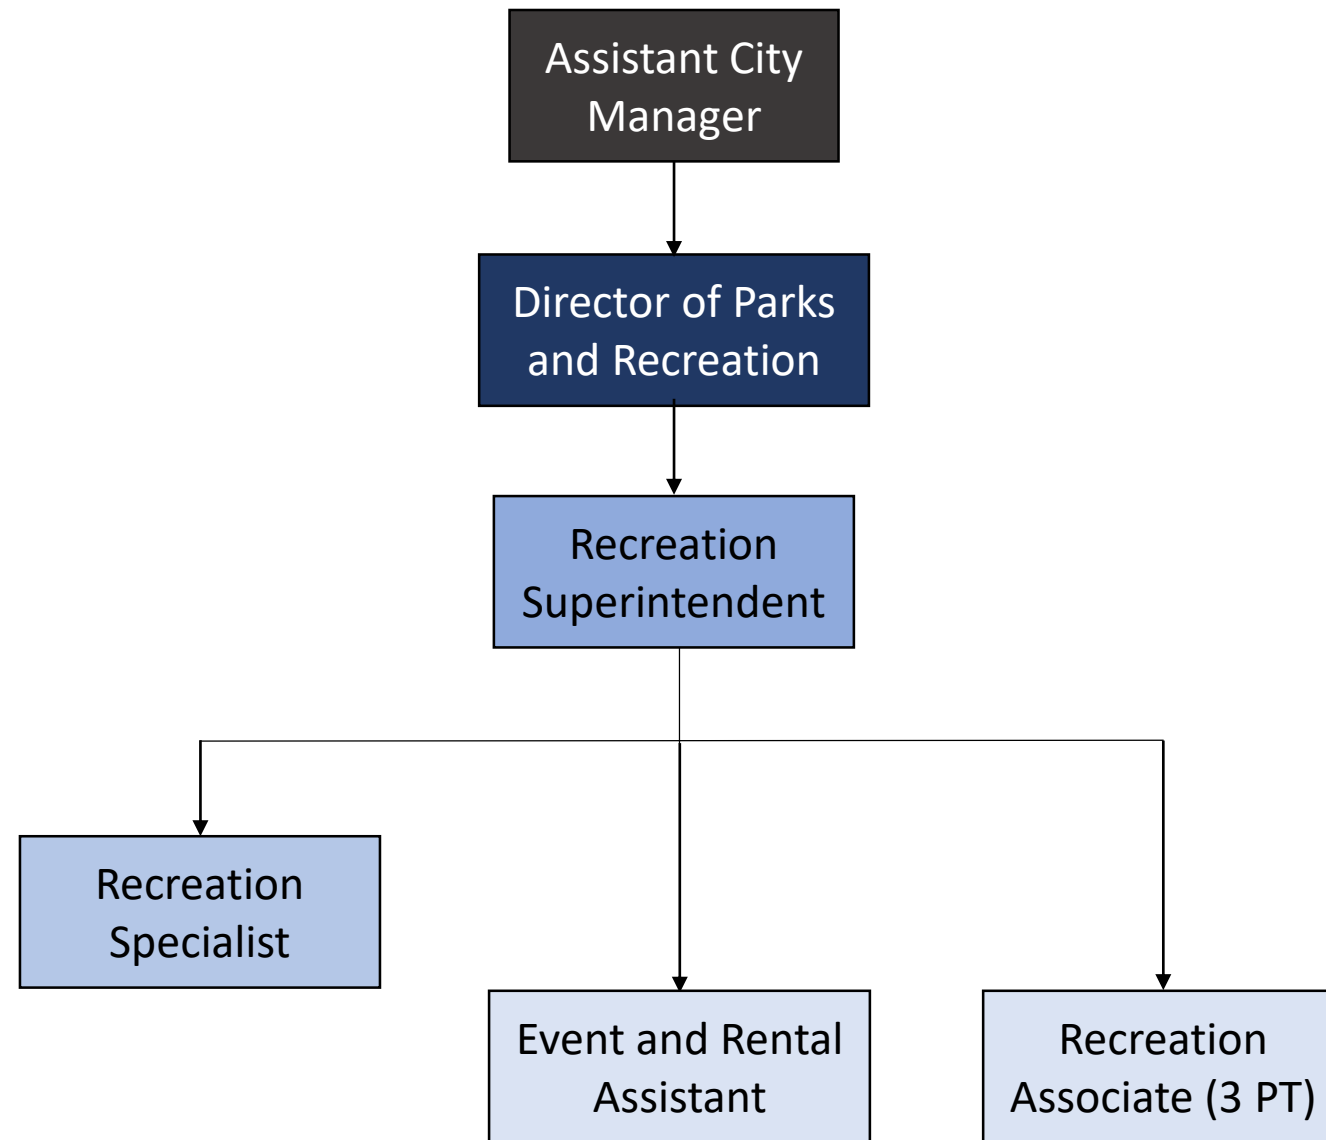 Assistant City
Manager
Director of Parks
and Recreation
Recreation
Superintendent
Recreation
Specialist
Event and Rental
Assistant
Recreation
Associate (3 PT)